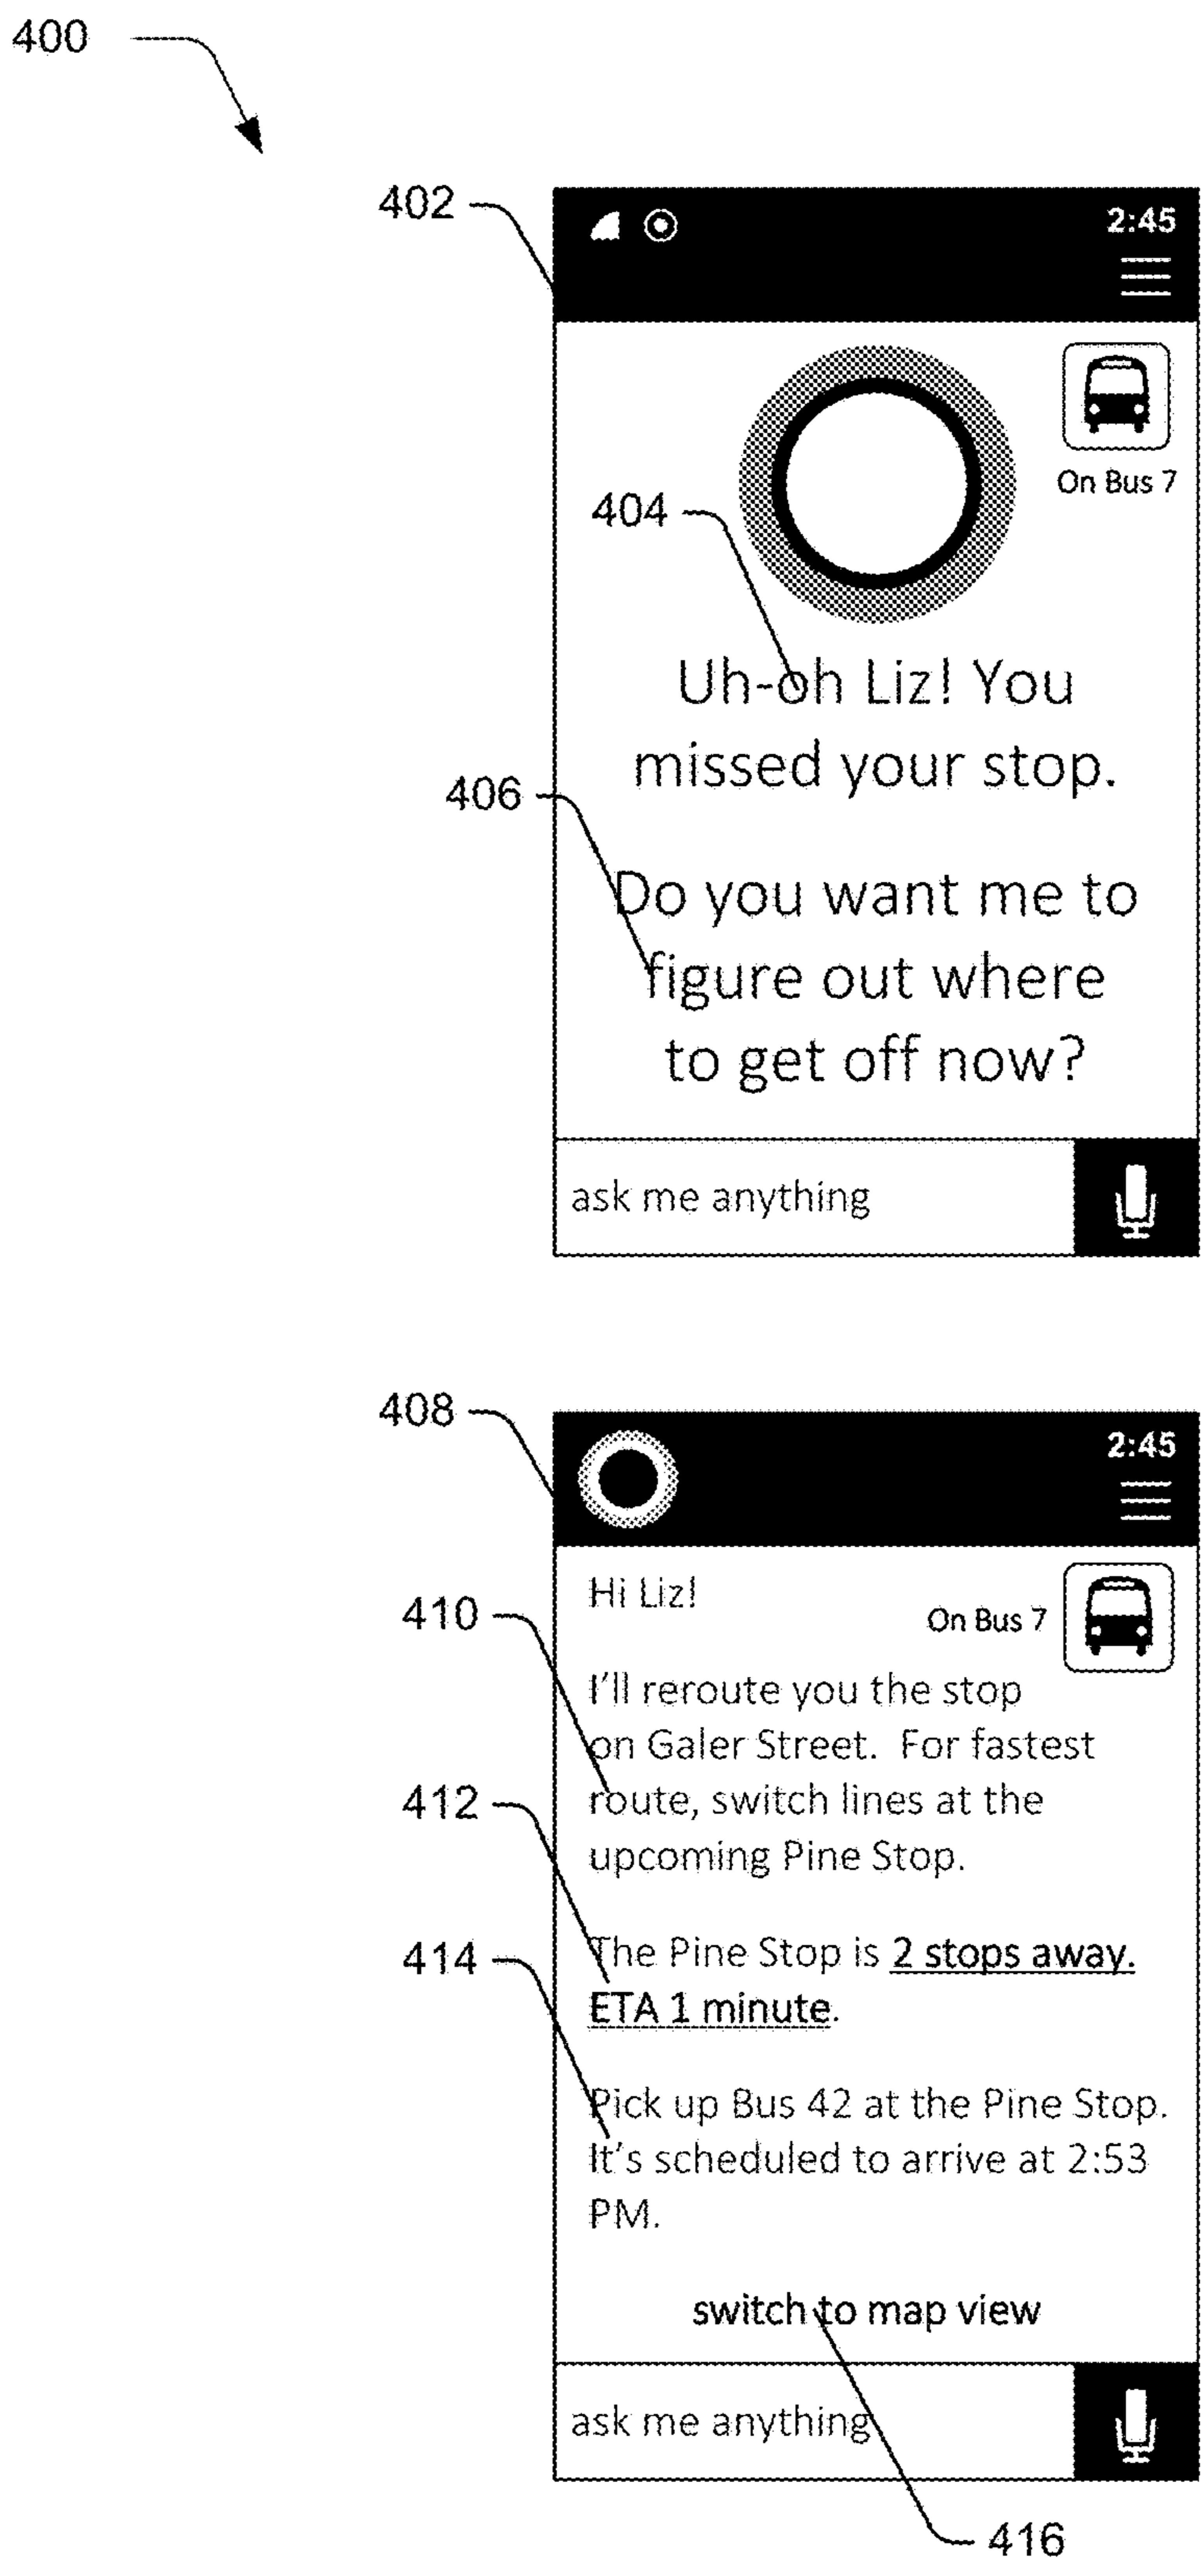 400
402
2:45
On Bus 7
404
Uh-oh Liz! You
missed your stop.
406
Do you want me to
figure out where
to get off now?
ask me anything
408
2:45
Hi Liz!
On Bus 7
410
I'll reroute you the stop
on Galer Street. For fastest
412
route, switch lines at the
upcoming Pine Stop.
414
The Pine Stop is 2 stops away.
ETA 1 minute.
Pick up Bus 42 at the Pine Stop.
It's scheduled to arrive at 2:53
PM.
switch to map view
ask me anything
416